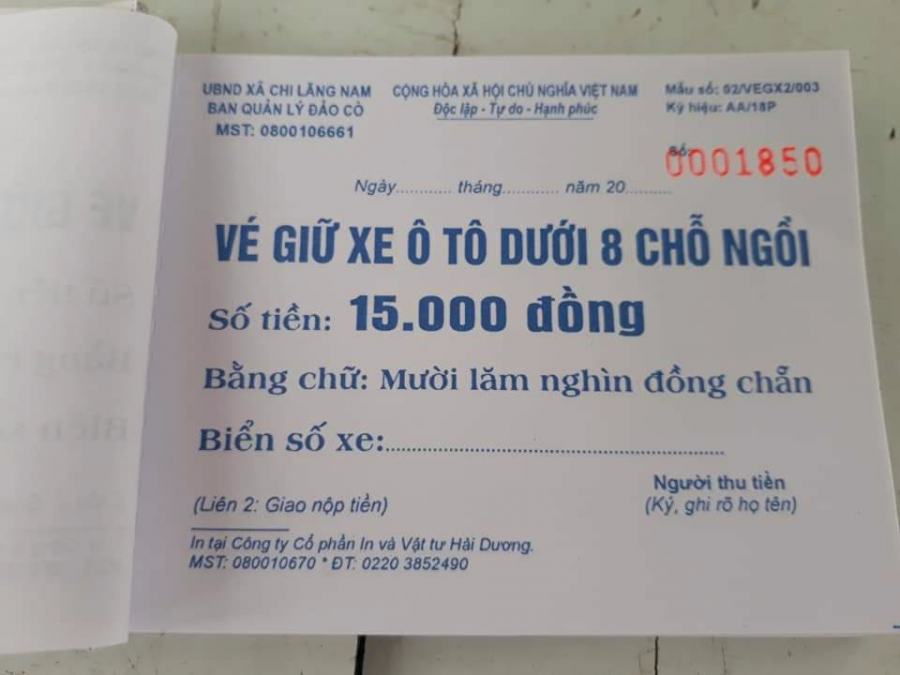 UBND XÃ CHI LĂNG NAM
BAN QUẢN LÝ ĐẢO CÒ
MST: 0800106661
CỘNG HÒA XÃ HỘI CHỦ NGHĨA VIỆT NAM
Độc lập - Tự do - Hạnh phúc
Mẫu số: 02/VEGX2/003
Ký hiệu: AA/18P
Số:
0001850
Ngày............ tháng............ năm 20..........
VÉ GIỮ XE Ô TÔ DƯỚI 8 CHỖ NGỒI
Số tiền: 15.000 đồng
Bằng chữ: Mười lăm nghìn đồng chẵn
Biển số xe:..................................................
(Liên 2: Giao nộp tiền)
Người thu tiền
(Ký, ghi rõ họ tên)
In tại Công ty Cổ phần In và Vật tư Hải Dương.
MST: 080010670 * ĐT: 0220 3852490